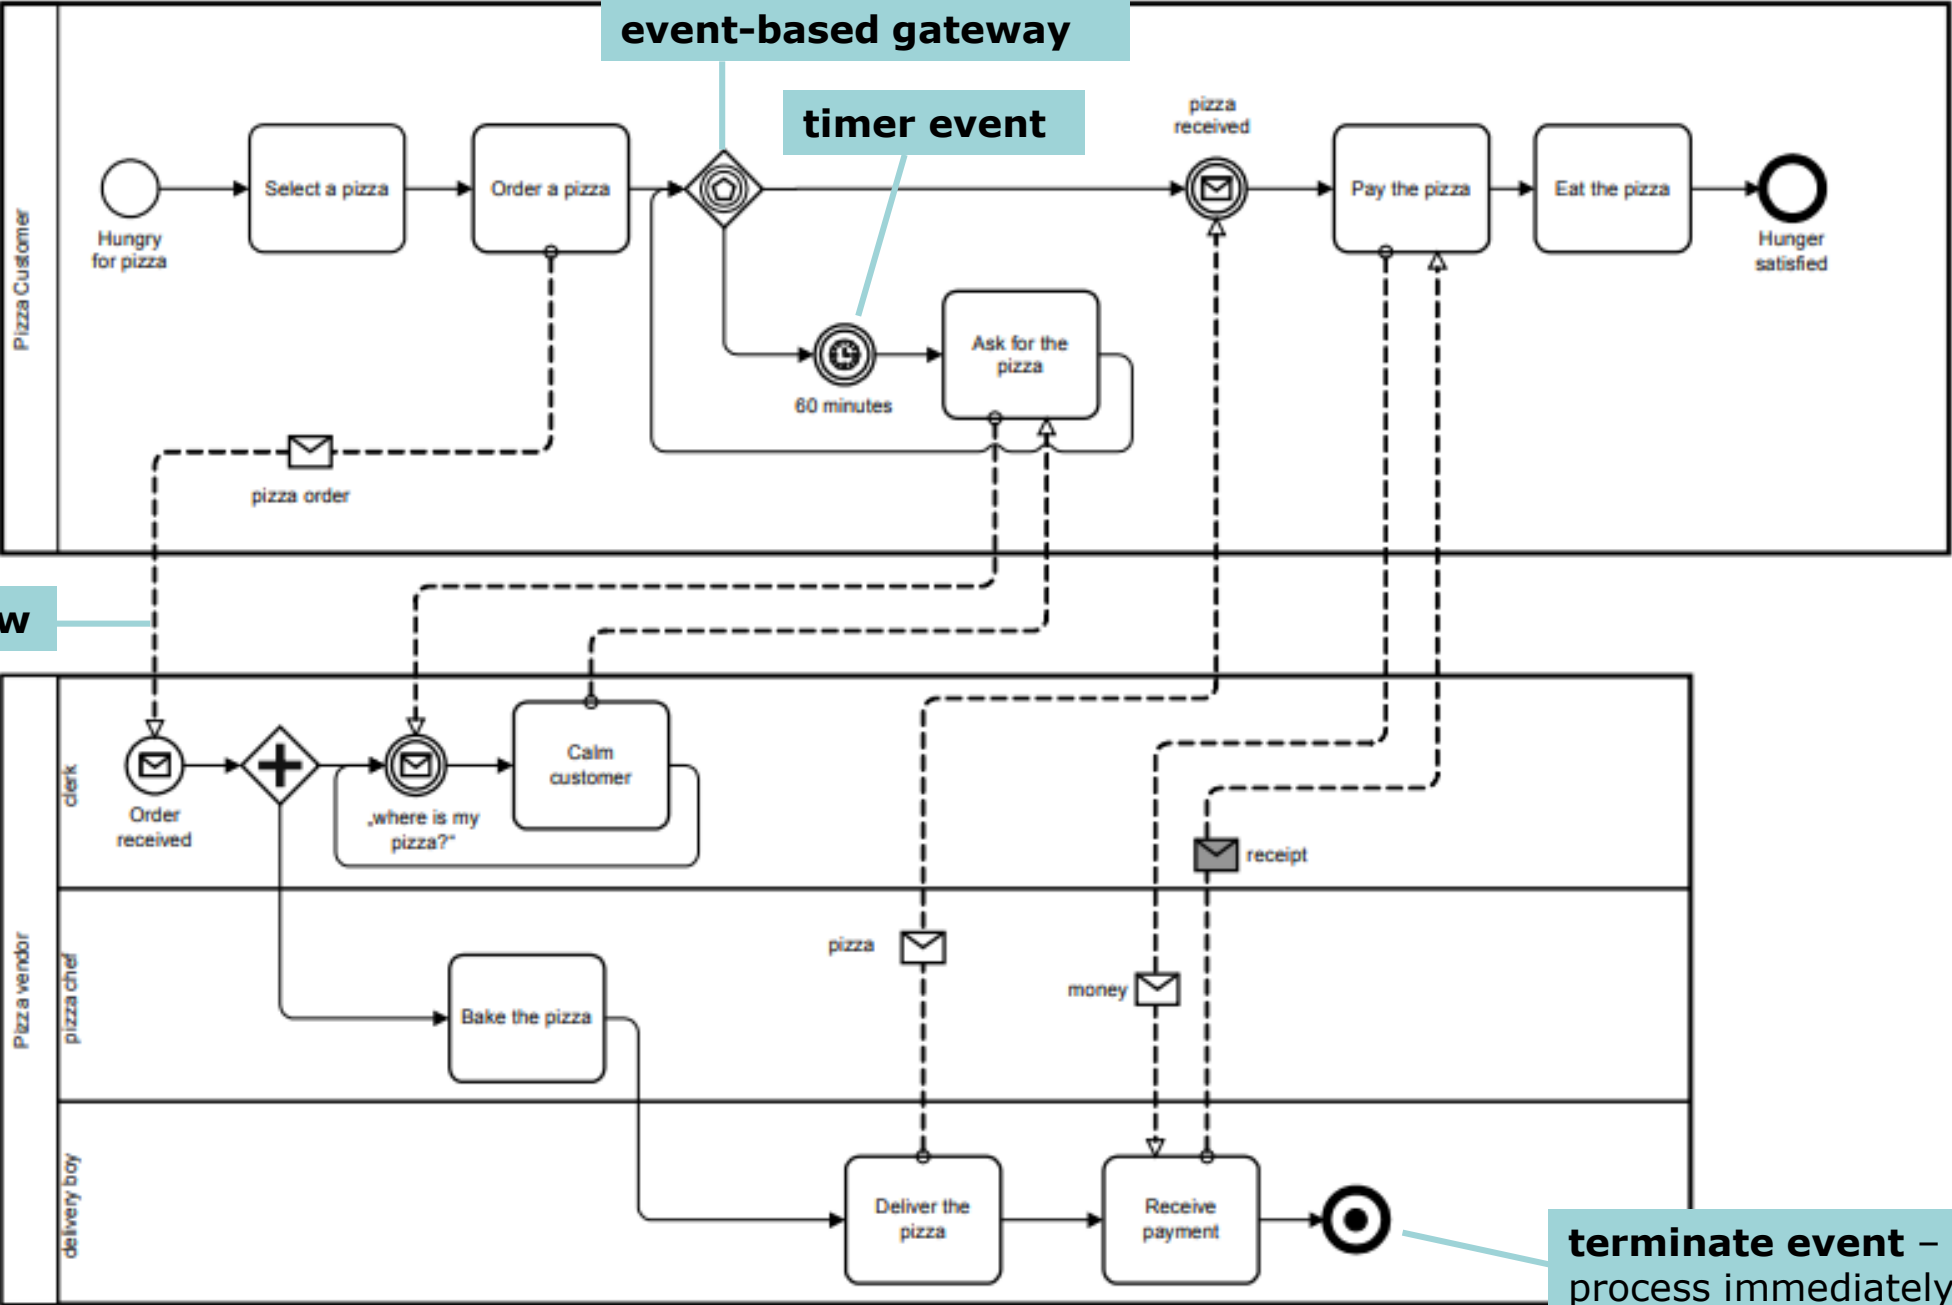 event-based gateway
timer event
pizza
received
Select a pizza
Order a pizza
Pay the pizza
Eat the pizza
Hungry
for pizza
Hunger
satisfied
Pizza Customer
Ask for the
pizza
60 minutes
pizza order
w
Calm
customer
clerk
Order
received
„where is my
pizza?“
receipt
pizza
Pizza vendor
pizza chef
money
Bake the pizza
delivery boy
Deliver the
pizza
Receive
payment
terminate event –
process immediately